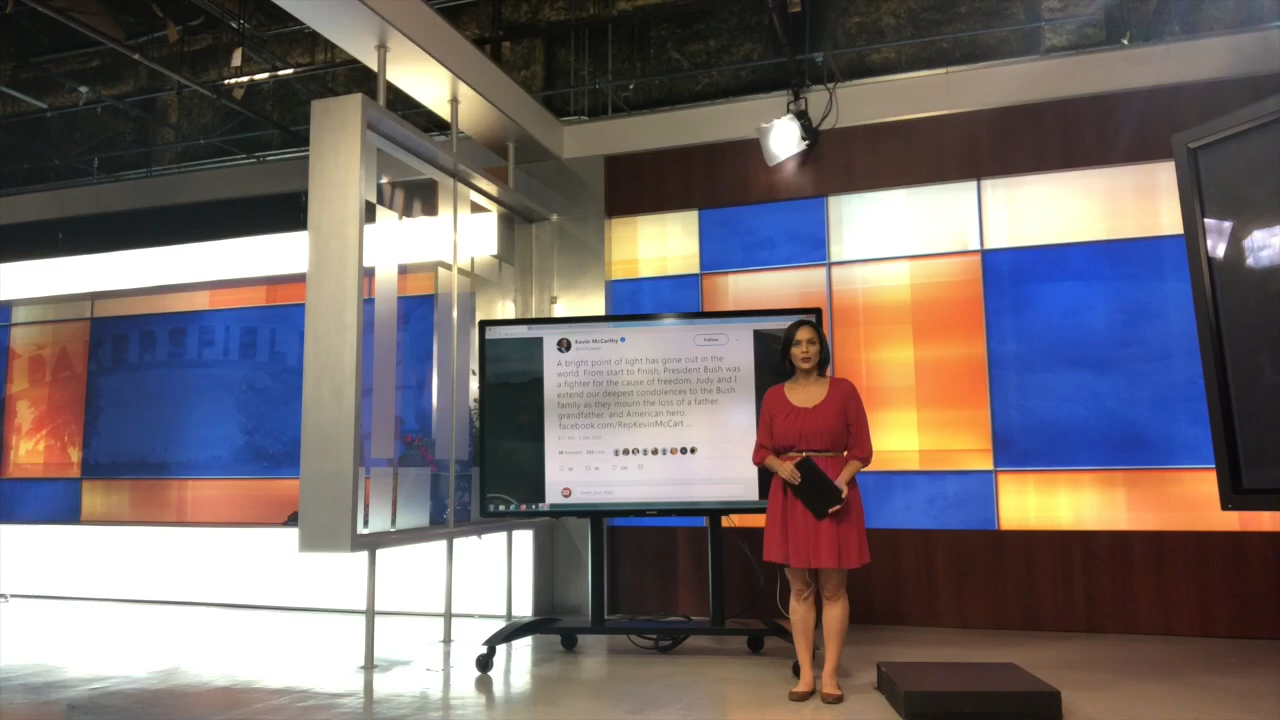 Kevin McCarthy
Follow
A bright point of light has gone out in the
world. From start to finish, President Bush was
a fighter for the cause of freedom. Judy and I
extend our deepest condolences to the Bush
family as they mourn the loss of a father,
grandfather, and American hero.
facebook.com/RepKevinMcCart ...